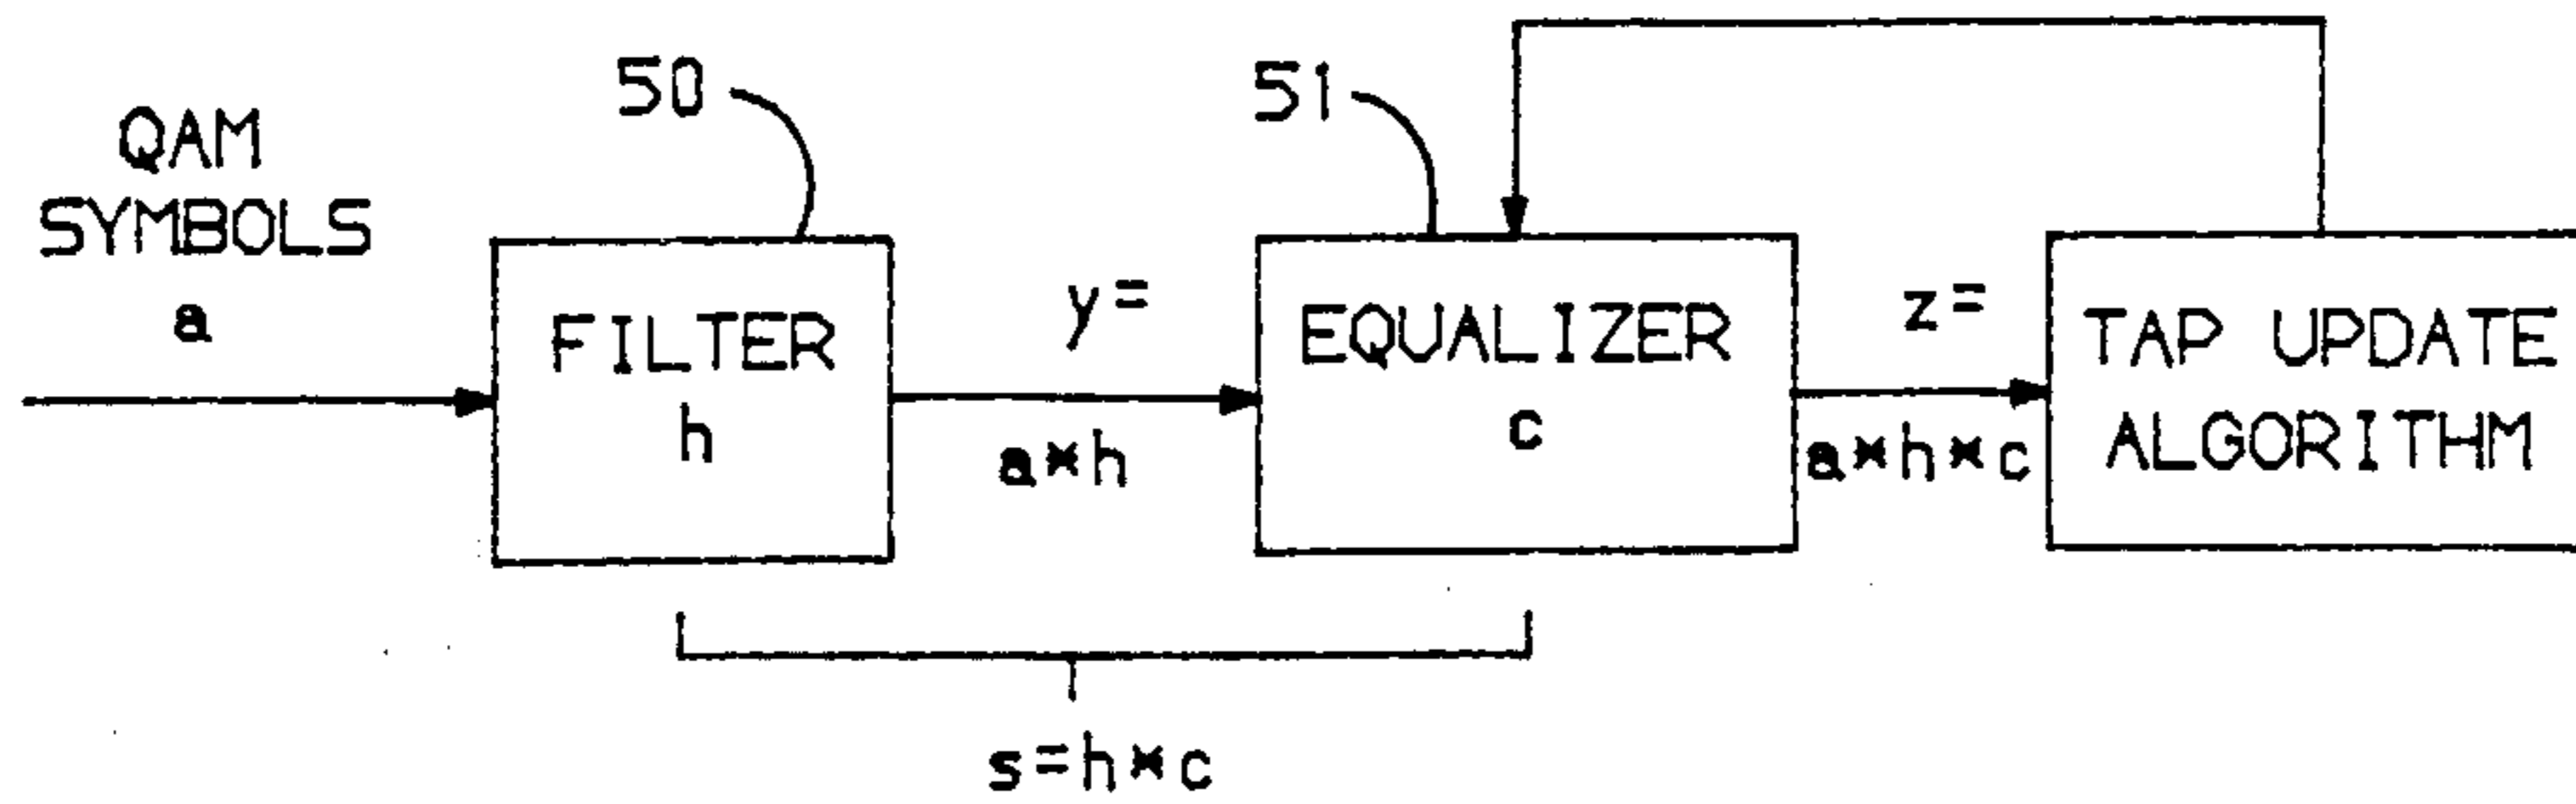 QAM
SYMBOLS
a
50
FILTER
h
y=
a*h
51
EQUALIZER
c
z=
a*h*c
TAP UPDATE
ALGORITHM
s=h*c